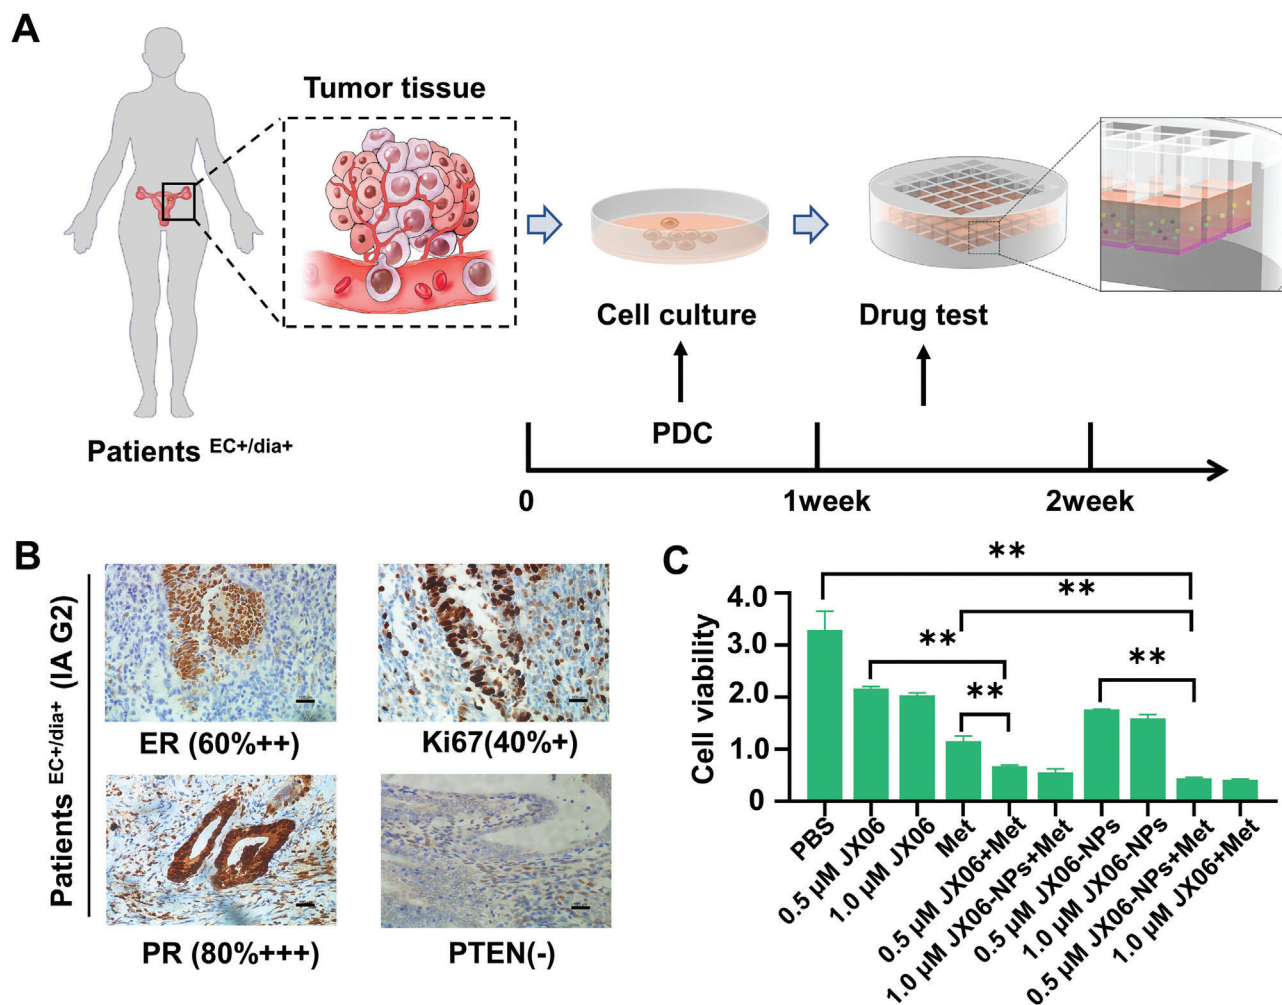 A
Tumor tissue
Cell culture
Drug test
Patients EC+/dia+
PDC
0
1week
2week
B
Patients EC+/dia+ (IA G2)
ER (60%++)
Ki67(40%+)
PR (80%+++)
PTEN(-)
C
**
**
**
**
**
Cell viability
4.0
3.0
2.0
1.0
0
PBS
0.5 μM JX06
1.0 μM JX06
Met
0.5 μM JX06+Met
1.0 μM JX06-NPs+Met
0.5 μM JX06-NPs
1.0 μM JX06-NPs
0.5 μM JX06-NPs+Met
1.0 μM JX06+Met